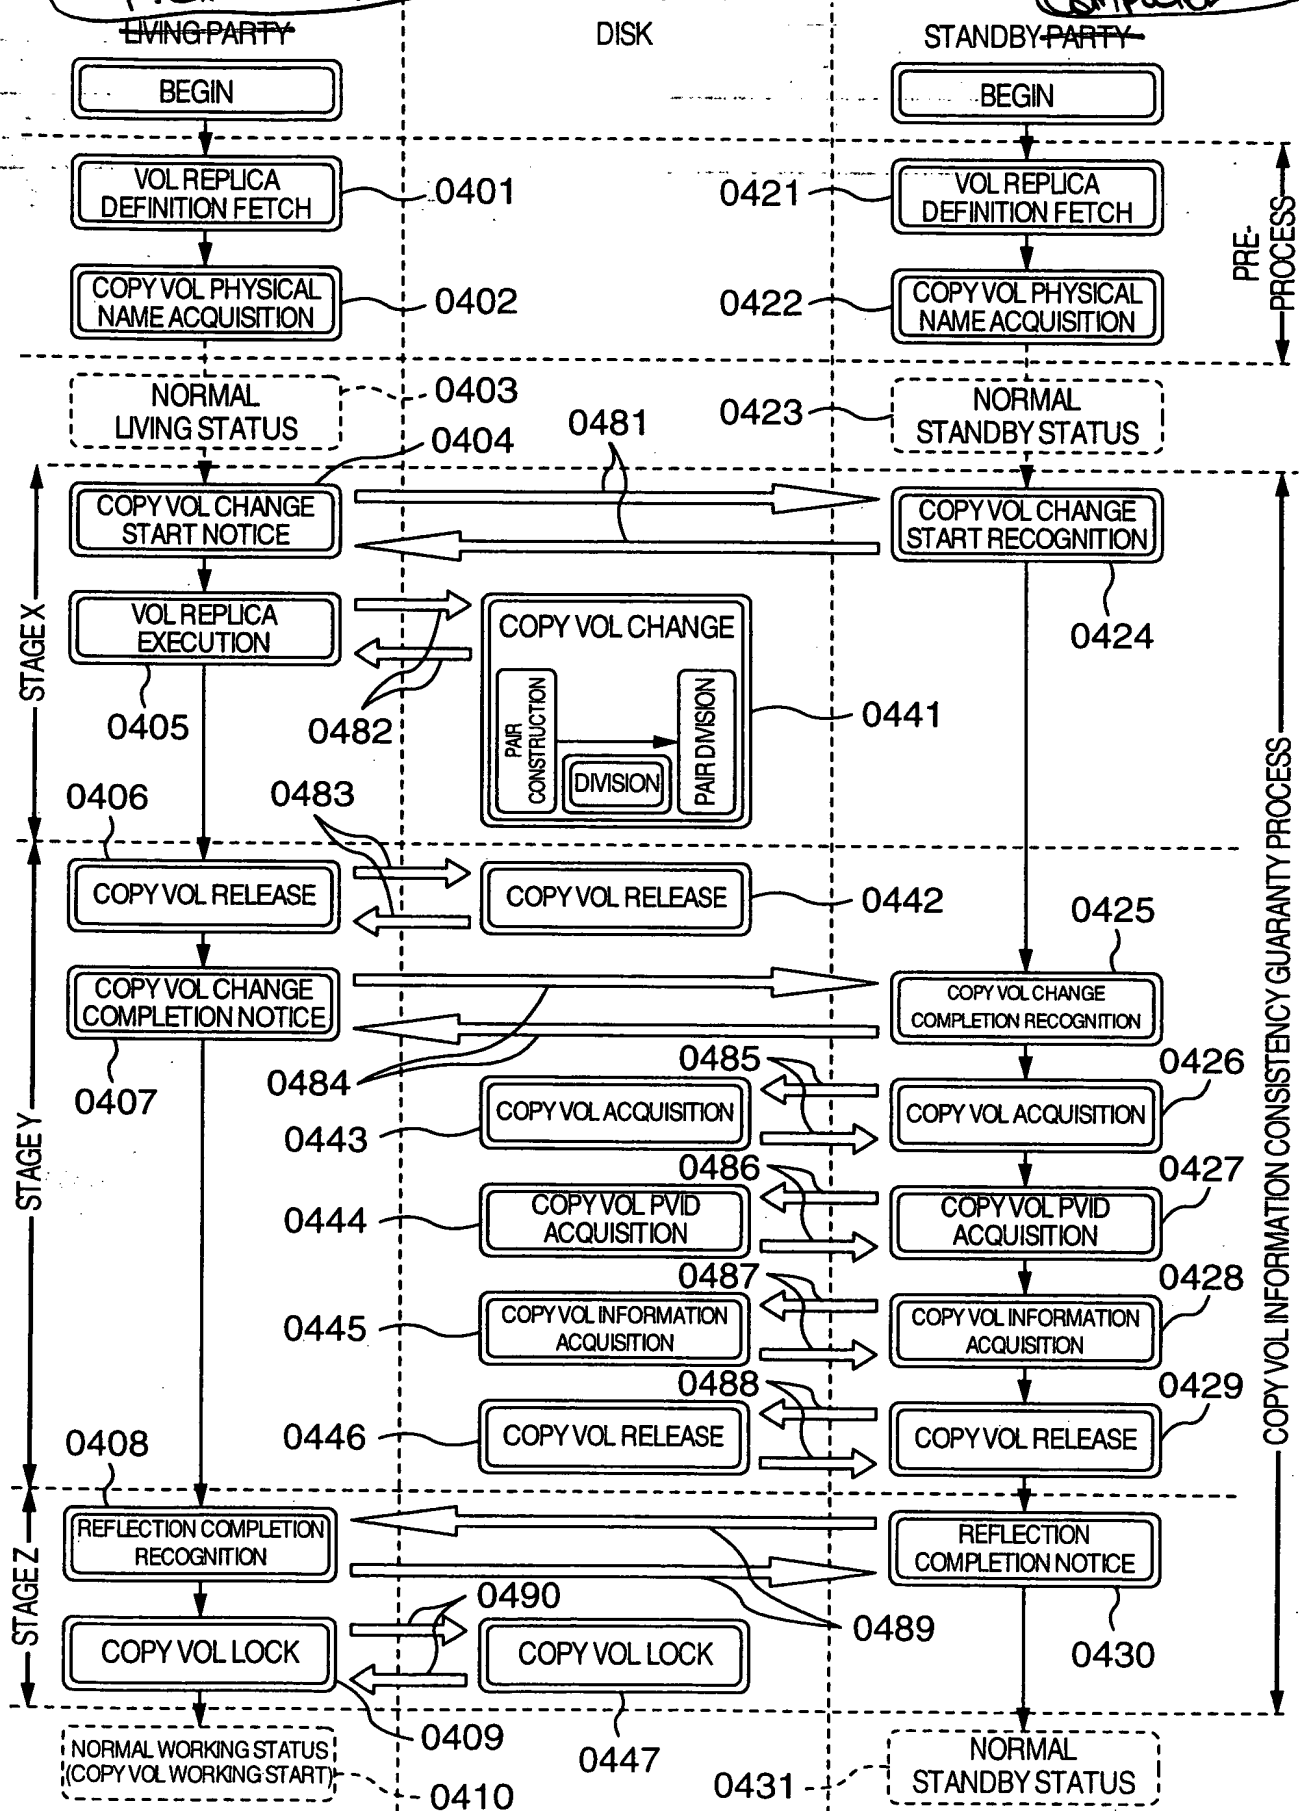 LIVING PARTY
DISK
STANDBY PARTY
BEGIN
BEGIN
VOL REPLICA
DEFINITION FETCH
0401
0421
VOL REPLICA
DEFINITION FETCH
PRE-
PROCESS
COPY VOL PHYSICAL
NAME ACQUISITION
0402
0422
COPY VOL PHYSICAL
NAME ACQUISITION
NORMAL
LIVING STATUS
0403
0423
NORMAL
STANDBY STATUS
0404
0481
STAGE X
COPY VOL CHANGE
START NOTICE
COPY VOL CHANGE
START RECOGNITION
0424
VOL REPLICA
EXECUTION
0405
0482
COPY VOL CHANGE
PAIR
CONSTRUCTION
DIVISION
PAIR DIVISION
0441
COPY VOL INFORMATION CONSISTENCY GUARANTY PROCESS
0406
0483
STAGE Y
COPY VOL RELEASE
COPY VOL RELEASE
0442
0425
COPY VOL CHANGE
COMPLETION NOTICE
0407
0484
COPY VOL CHANGE
COMPLETION RECOGNITION
0485
0426
0443
COPY VOL ACQUISITION
COPY VOL ACQUISITION
0486
0427
0444
COPY VOL PVID
ACQUISITION
COPY VOL PVID
ACQUISITION
0487
0428
0445
COPY VOL INFORMATION
ACQUISITION
COPY VOL INFORMATION
ACQUISITION
0488
0429
0446
COPY VOL RELEASE
COPY VOL RELEASE
0408
STAGE Z
REFLECTION COMPLETION
RECOGNITION
REFLECTION
COMPLETION NOTICE
0489
0430
0490
COPY VOL LOCK
COPY VOL LOCK
0409
0447
NORMAL WORKING STATUS
(COPY VOL WORKING START)
0410
0431
NORMAL
STANDBY STATUS